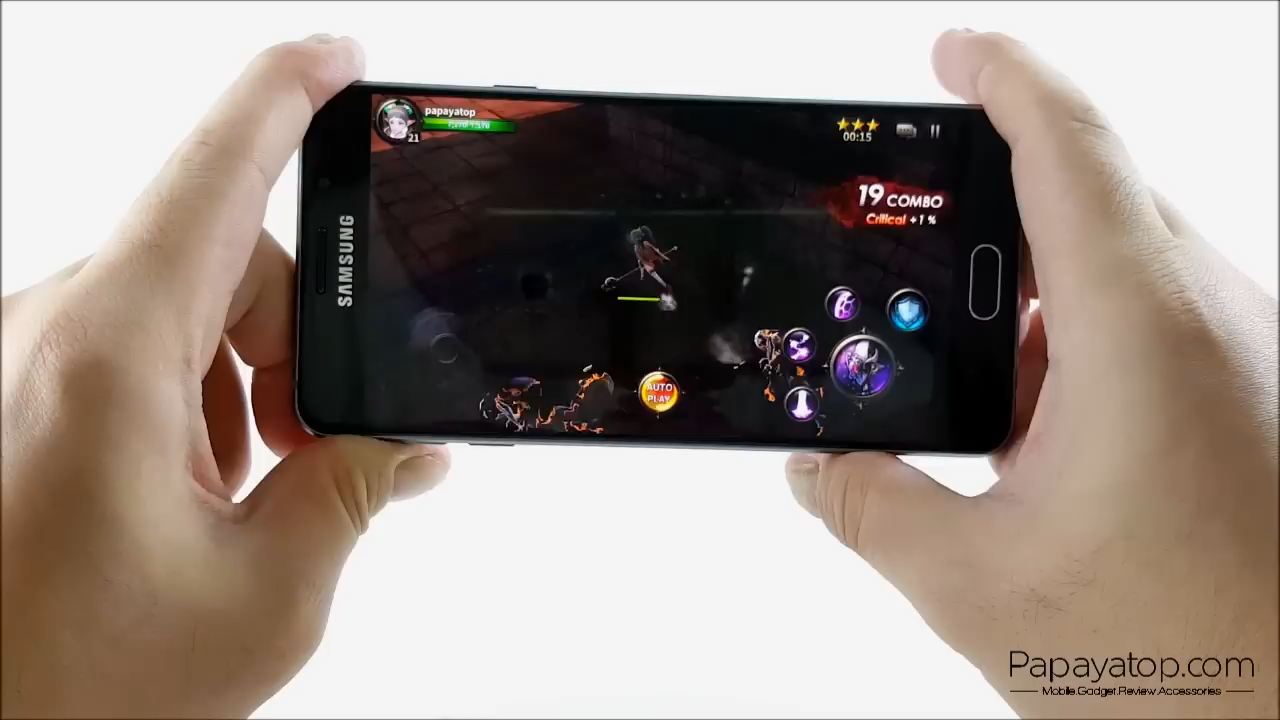 papayatop
21
00:15
19 COMBO
Critical +1 %
SAMSUNG
AUTO
PLAY
Papayatop.com
Mobile.Gadget.Review.Accessories